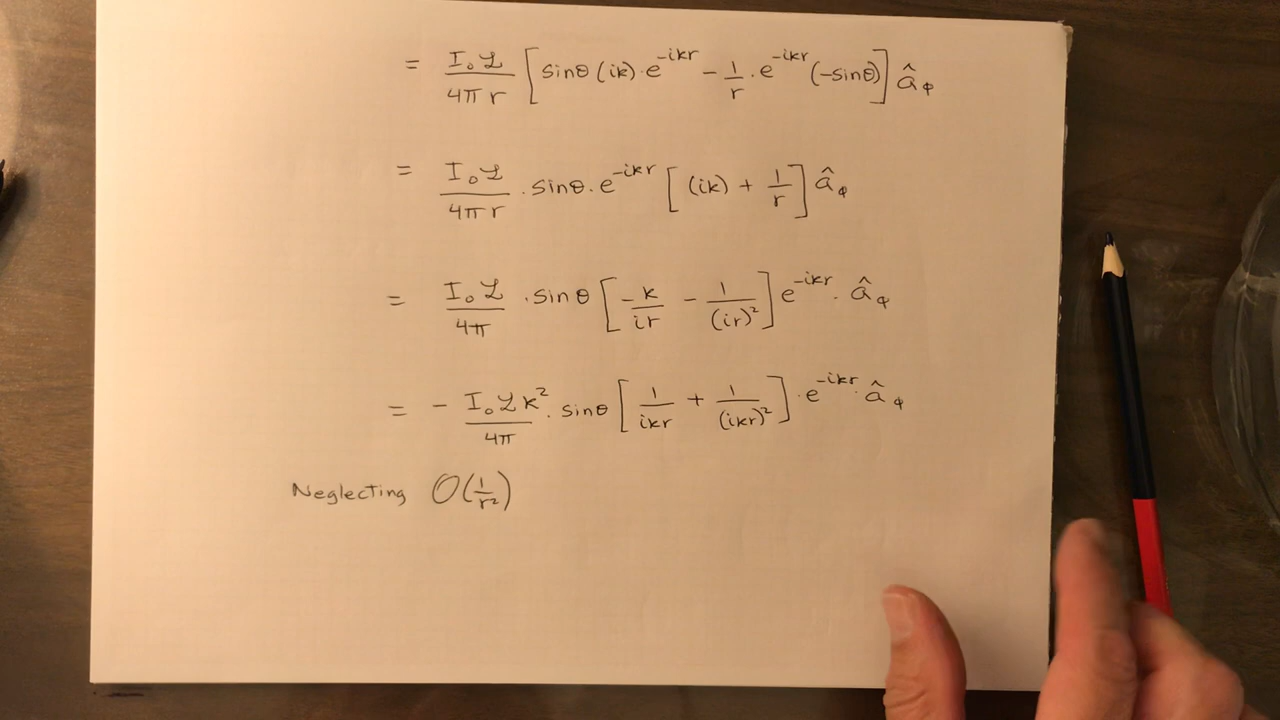 = I₀ℒ/4πr [sinθ(ik)·e^{-ikr} - 1/r·e^{-ikr}(-sinθ)] â_φ
= I₀ℒ/4πr ·sinθ·e^{-ikr} [(ik) + 1/r] â_φ
= I₀ℒ/4π ·sinθ [-k/ir - 1/(ir)²] e^{-ikr}· â_φ
= - I₀ℒk²/4π ·sinθ [1/ikr + 1/(ikr)²]·e^{-ikr}·â_φ
Neglecting O(1/r²)